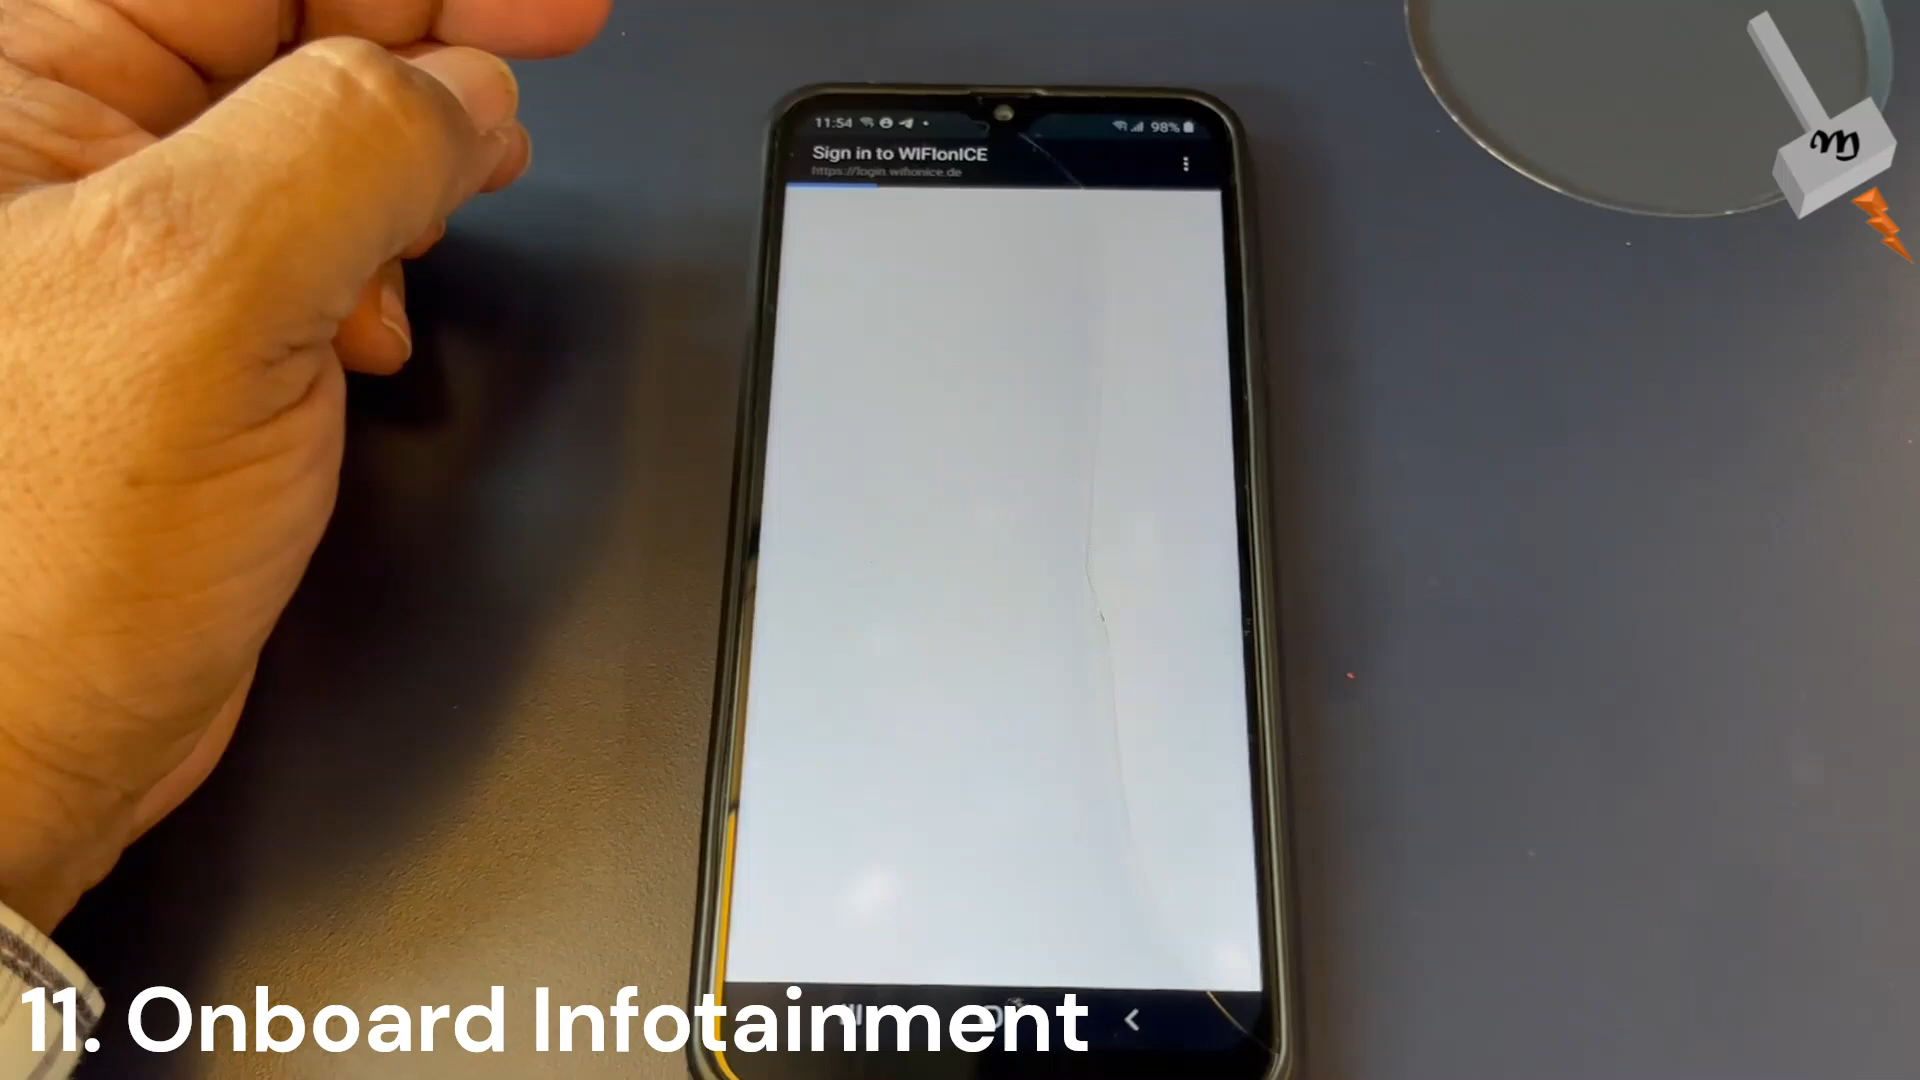 11:54
98%
Sign in to WIFIonICE
https://login.wifionice.de
m
11. Onboard Infotainment